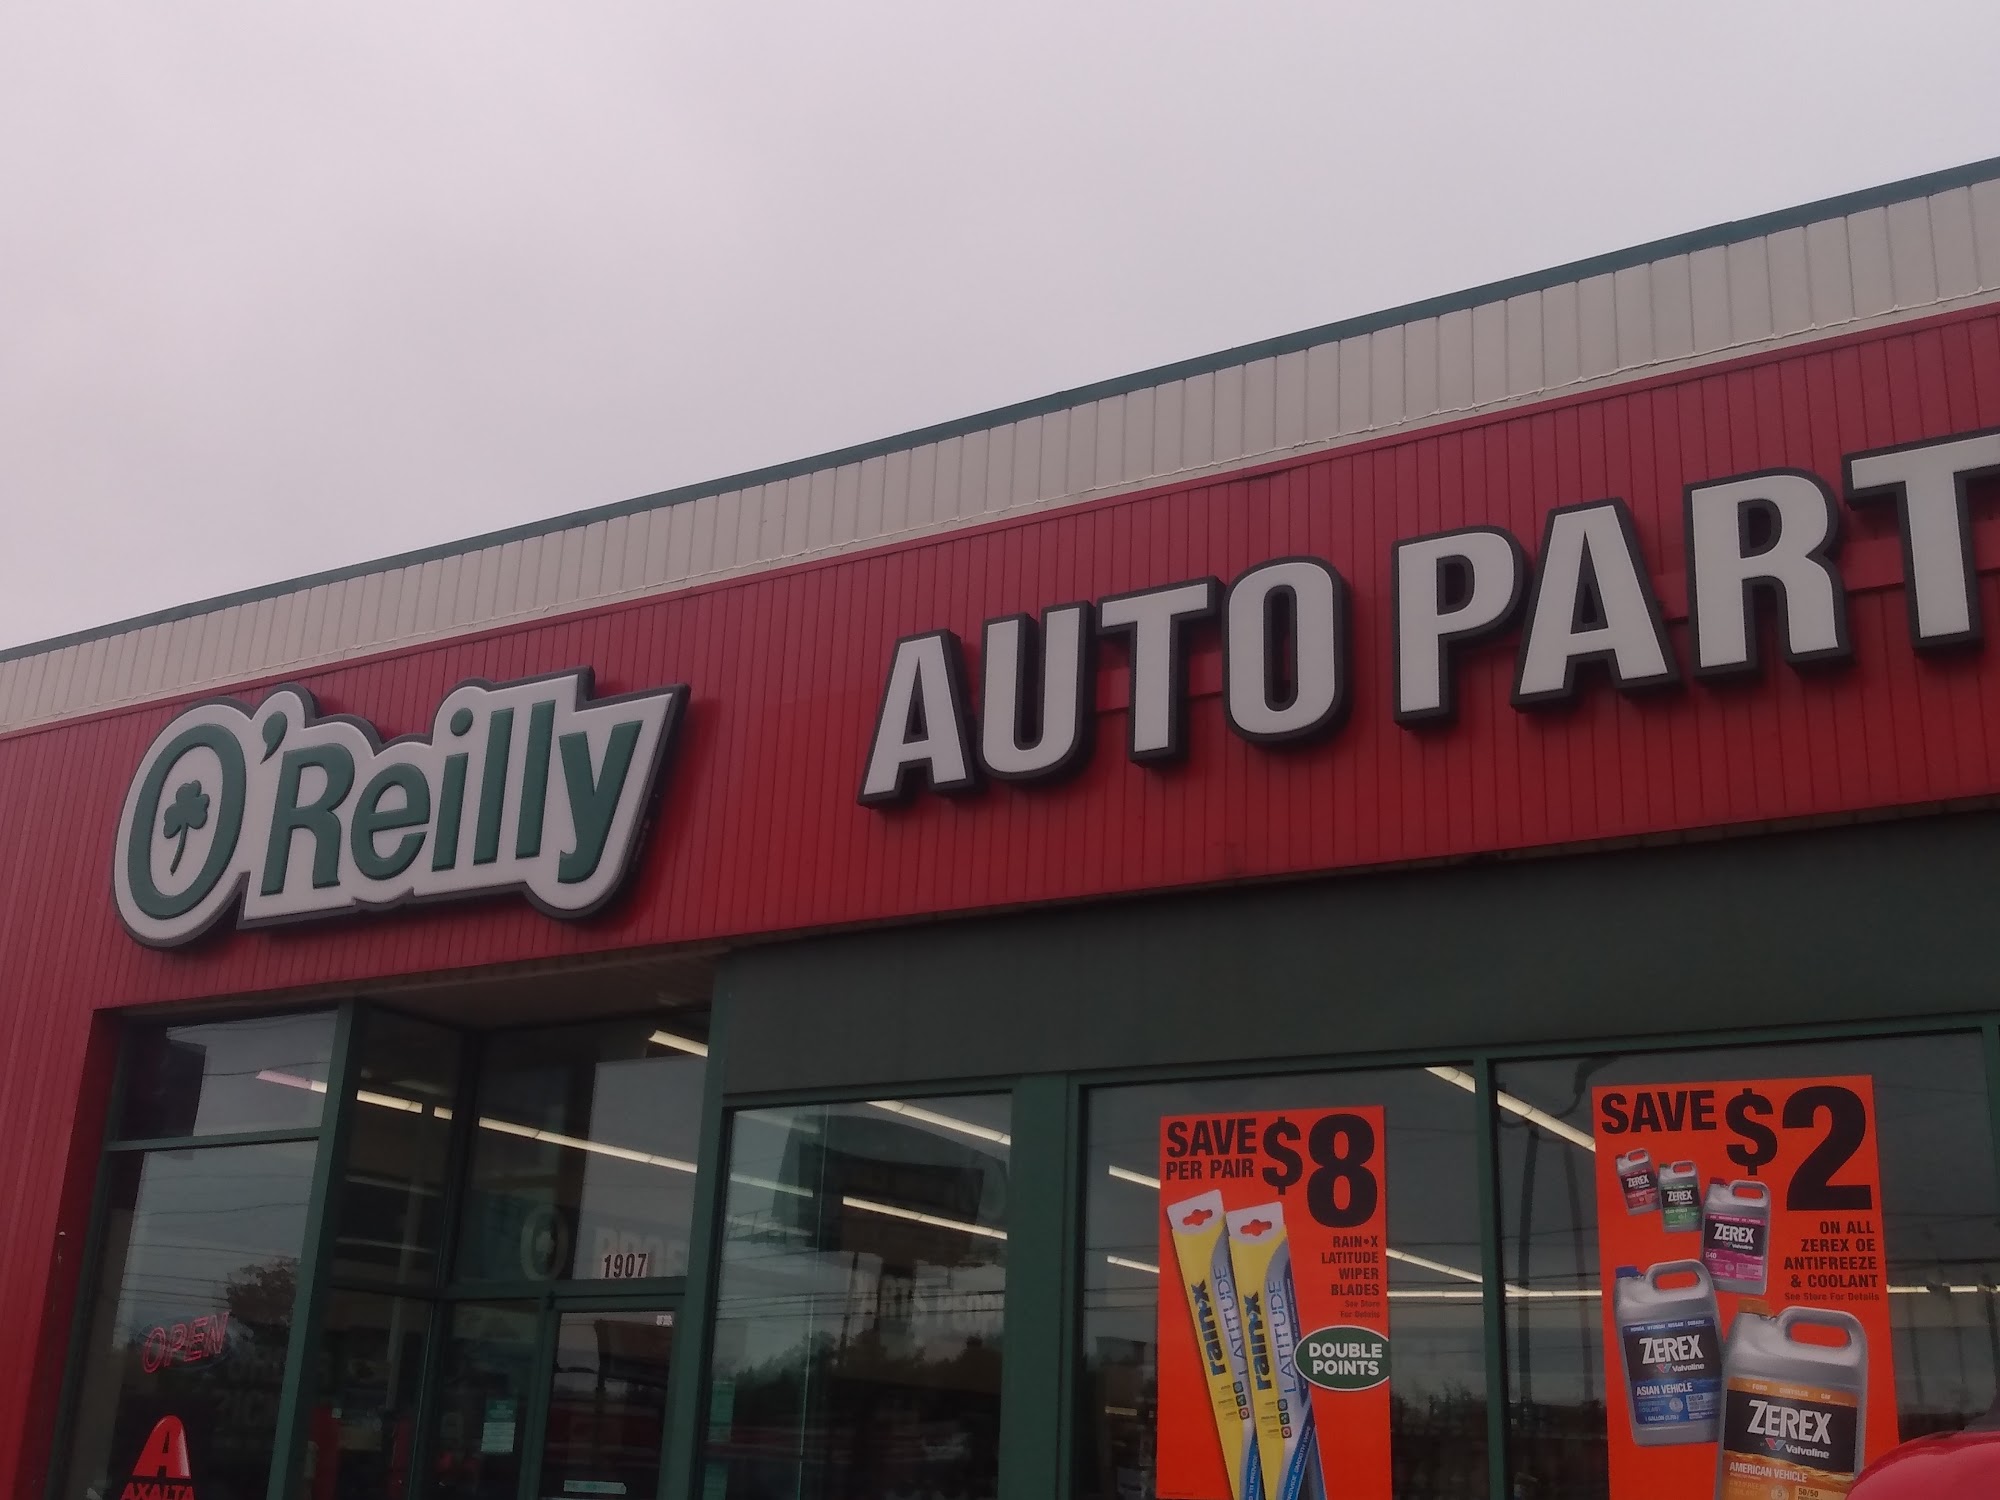 O'Reilly AUTO PART
1907
OPEN
AXALTA
SAVE $8
PER PAIR
RAIN•X
LATITUDE
WIPER
BLADES
See Store
For Details
DOUBLE
POINTS
rain-x LATITUDE
rain-x LATITUDE
SAVE $2
ON ALL
ZEREX OE
ANTIFREEZE
& COOLANT
See Store For Details
ZEREX
ZEREX
ZEREX
ZEREX
Valvoline
ASIAN VEHICLE
ZEREX
Valvoline
AMERICAN VEHICLE
50/50